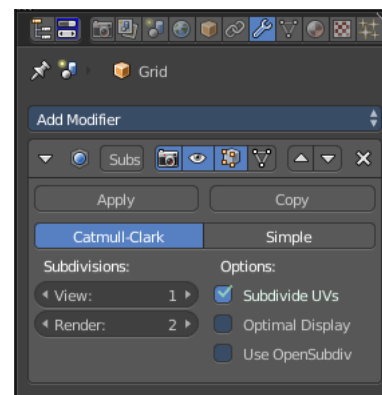 Grid
Add Modifier
Subs
Apply Copy
Catmull-Clark Simple
Subdivisions: Options:
View: 1 Subdivide UVs
Render: 2 Optimal Display
Use OpenSubdiv